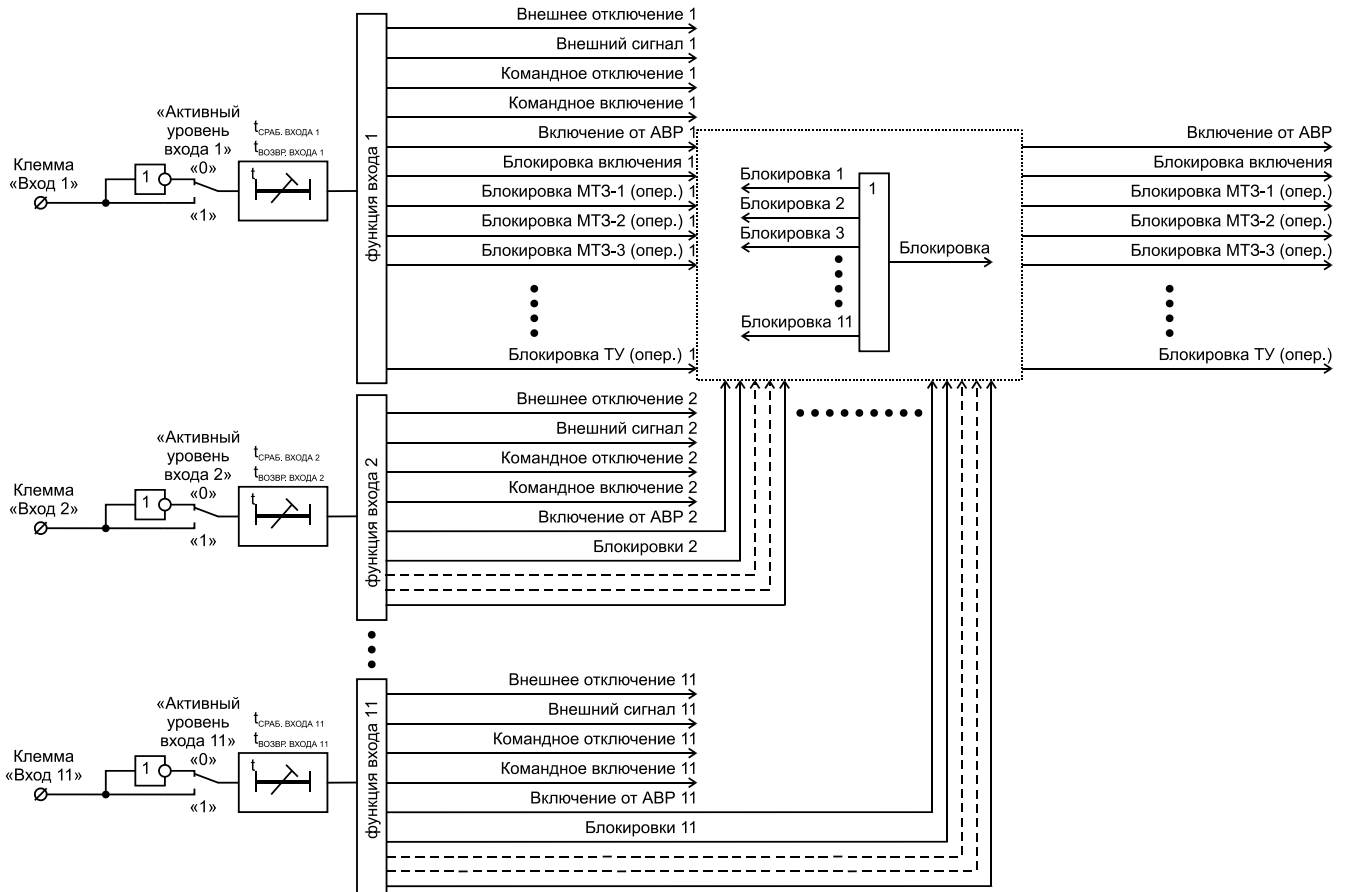 Внешнее отключение 1
Внешний сигнал 1
Командное отключение 1
Командное включение 1
Включение от АВР 1
Блокировка включения 1
Блокировка МТЗ-1 (опер.) 1
Блокировка МТЗ-2 (опер.) 1
Блокировка МТЗ-3 (опер.) 1
Блокировка ТУ (опер.) 1
Клемма
«Вход 1»
1
«Активный
уровень
входа 1»
«0»
«1»
tСРАБ. ВХОДА 1
tВОЗВР. ВХОДА 1
t
функция входа 1
Блокировка 1
Блокировка 2
Блокировка 3
Блокировка 11
1
Блокировка
Включение от АВР
Блокировка включения
Блокировка МТЗ-1 (опер.)
Блокировка МТЗ-2 (опер.)
Блокировка МТЗ-3 (опер.)
Блокировка ТУ (опер.)
Клемма
«Вход 2»
1
«Активный
уровень
входа 2»
«0»
«1»
tСРАБ. ВХОДА 2
tВОЗВР. ВХОДА 2
t
функция входа 2
Внешнее отключение 2
Внешний сигнал 2
Командное отключение 2
Командное включение 2
Включение от АВР 2
Блокировки 2
Клемма
«Вход 11»
1
«Активный
уровень
входа 11»
«0»
«1»
tСРАБ. ВХОДА 11
tВОЗВР. ВХОДА 11
t
функция входа 11
Внешнее отключение 11
Внешний сигнал 11
Командное отключение 11
Командное включение 11
Включение от АВР 11
Блокировки 11